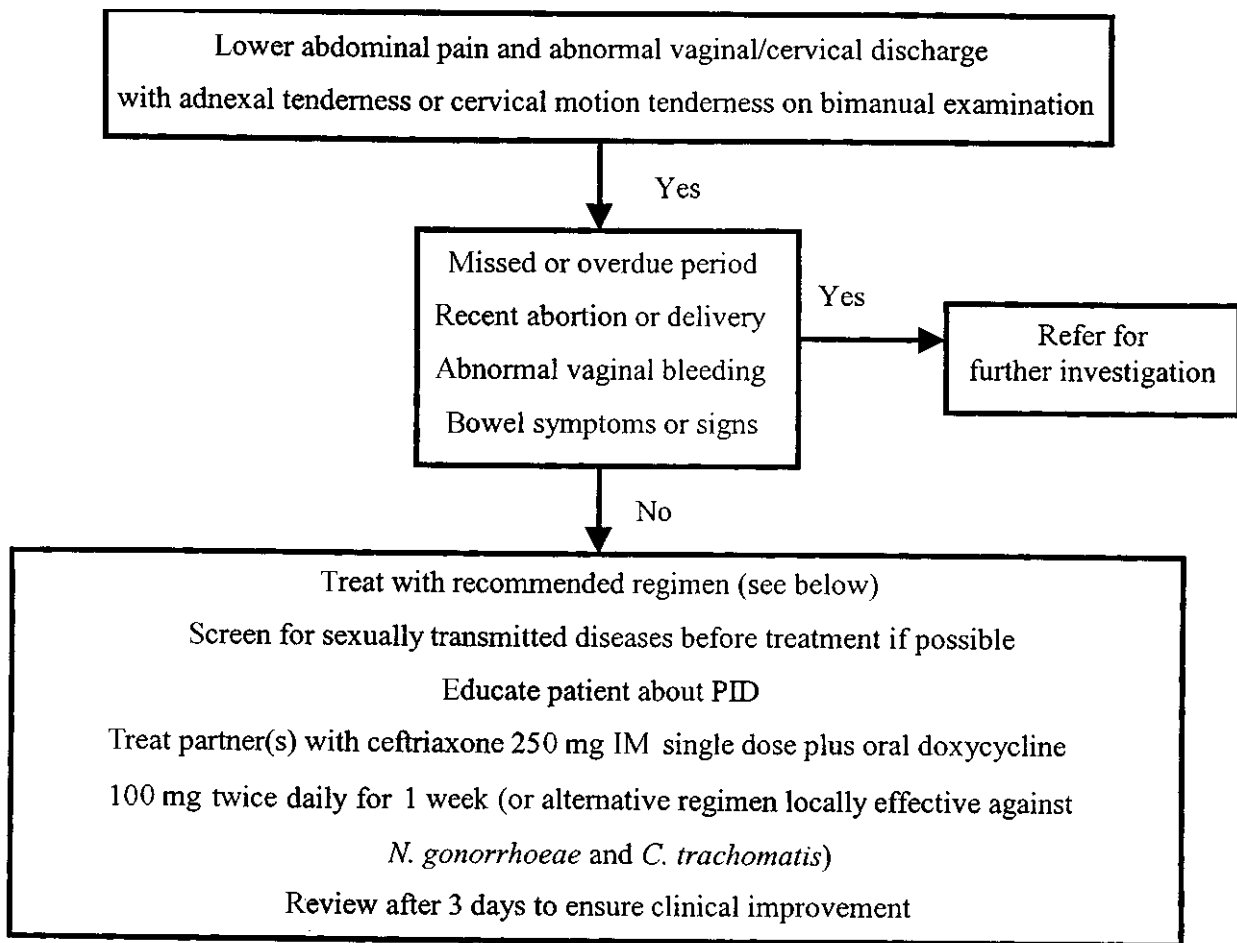 Lower abdominal pain and abnormal vaginal/cervical discharge
with adnexal tenderness or cervical motion tenderness on bimanual examination
Yes
Missed or overdue period
Recent abortion or delivery
Abnormal vaginal bleeding
Bowel symptoms or signs
Yes
Refer for
further investigation
No
Treat with recommended regimen (see below)
Screen for sexually transmitted diseases before treatment if possible
Educate patient about PID
Treat partner(s) with ceftriaxone 250 mg IM single dose plus oral doxycycline
100 mg twice daily for 1 week (or alternative regimen locally effective against
N. gonorrhoeae and C. trachomatis)
Review after 3 days to ensure clinical improvement